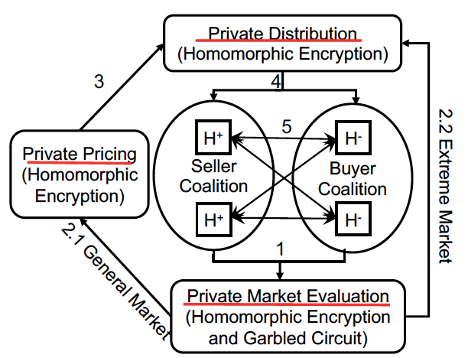 Private Distribution
(Homomorphic Encryption)
3
4
H+
5
H-
Private Pricing
(Homomorphic
Encryption)
Seller
Coalition
Buyer
Coalition
H+
H-
2.2 Extreme Market
2.1 General Market
1
Private Market Evaluation
(Homomorphic Encryption
and Garbled Circuit)